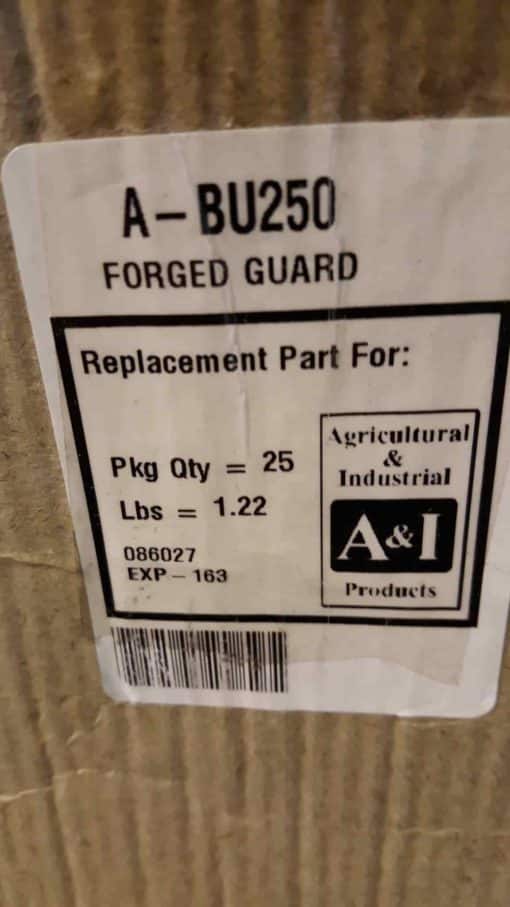 A-BU250
FORGED GUARD
Replacement Part For:
Pkg Qty = 25
Lbs = 1.22
086027
EXP - 163
Agricultural
&
Industrial
A&I
Products